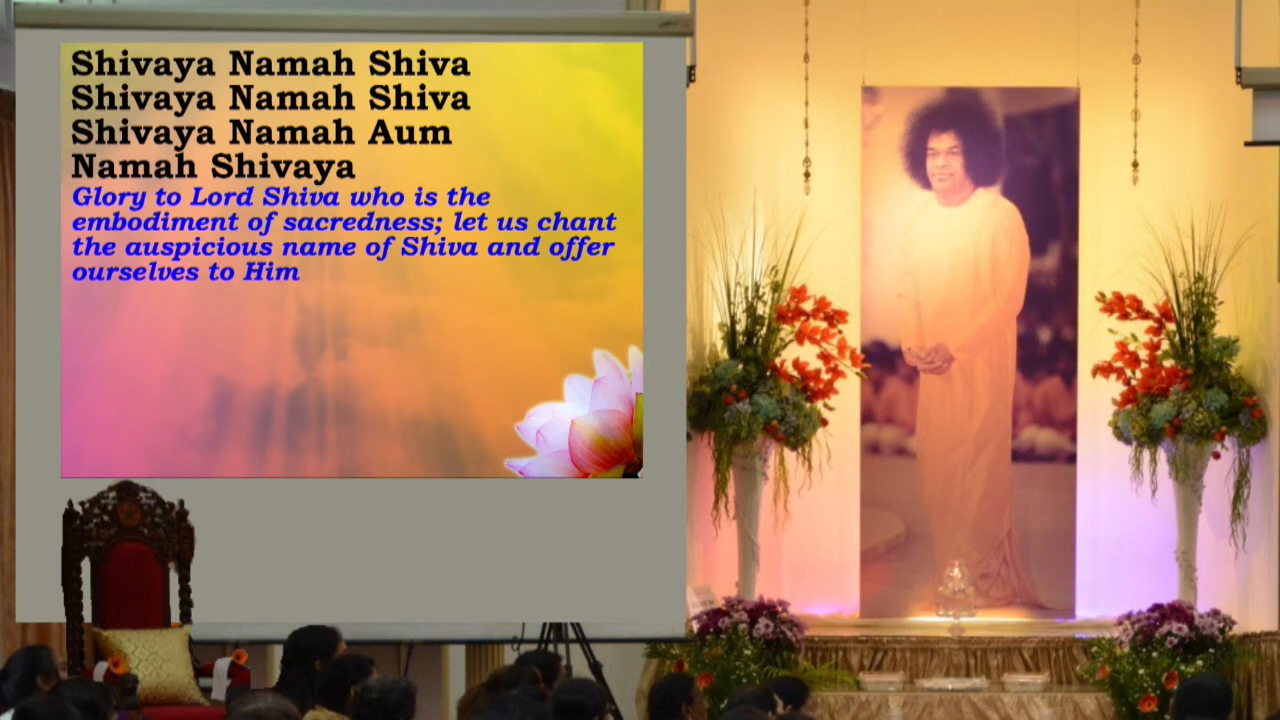 Shivaya Namah Shiva
Shivaya Namah Shiva
Shivaya Namah Aum
Namah Shivaya
Glory to Lord Shiva who is the
embodiment of sacredness; let us chant
the auspicious name of Shiva and offer
ourselves to Him